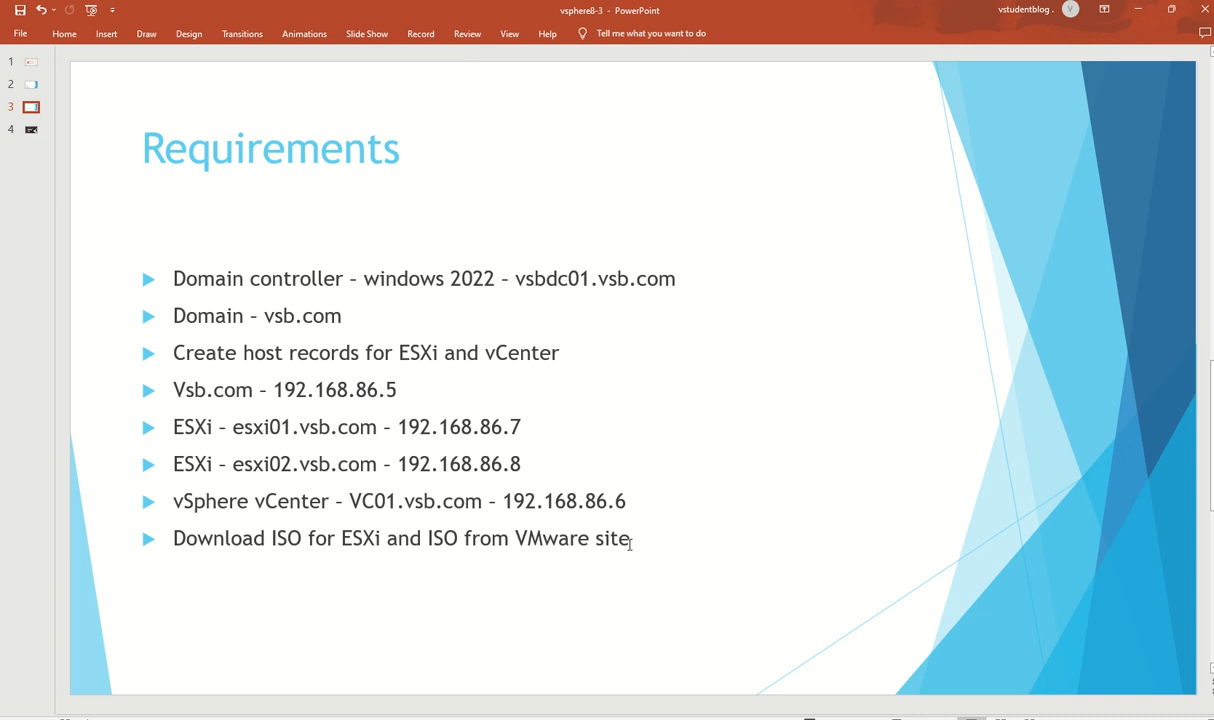 vsphere8-3 - PowerPoint
vstudentblog .
V
File Home Insert Draw Design Transitions Animations Slide Show Record Review View Help Tell me what you want to do
1
2
3
4
Requirements
Domain controller – windows 2022 – vsbdc01.vsb.com
Domain – vsb.com
Create host records for ESXi and vCenter
Vsb.com – 192.168.86.5
ESXi – esxi01.vsb.com – 192.168.86.7
ESXi – esxi02.vsb.com – 192.168.86.8
vSphere vCenter – VC01.vsb.com – 192.168.86.6
Download ISO for ESXi and ISO from VMware site